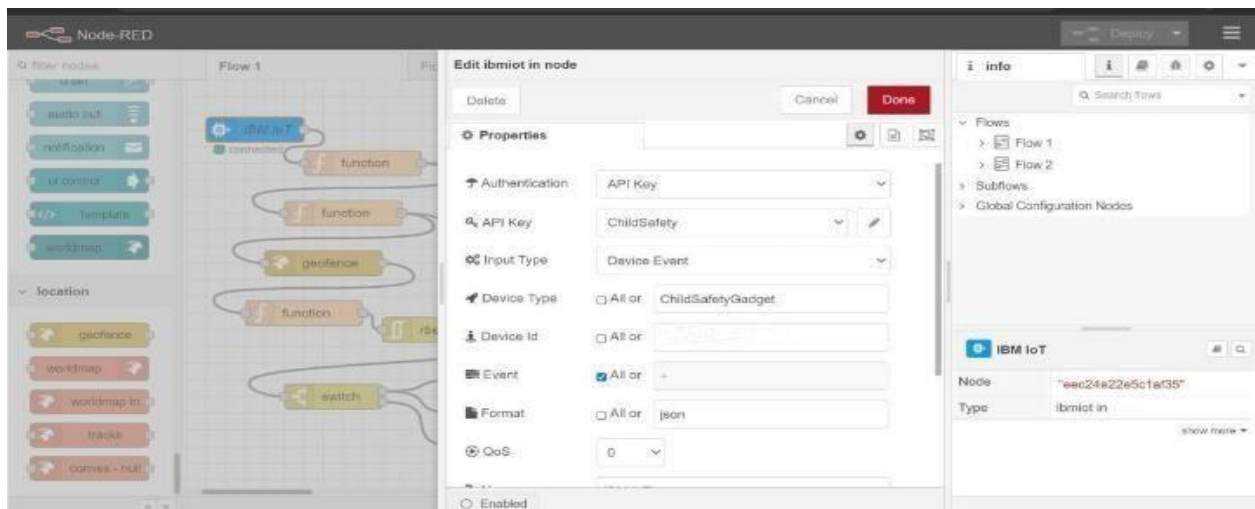 Node-RED
Deploy
filter nodes
audio out
notification
ui control
template
worldmap
location
geofence
worldmap
worldmap in
tracks
convex - hull
Flow 1
IBM IoT
connected
function
function
geofence
function
rbe
switch
Edit ibmiot in node
Delete
Cancel
Done
Properties
Authentication
API Key
API Key
ChildSafety
Input Type
Device Event
Device Type
All or
ChildSafetyGadget
Device Id
All or
Event
All or
+
Format
All or
json
QoS
0
Enabled
i info
i
Search flows
Flows
Flow 1
Flow 2
Subflows
Global Configuration Nodes
IBM IoT
Node
"eec24e22e5c1ef35"
Type
ibmiot in
show more